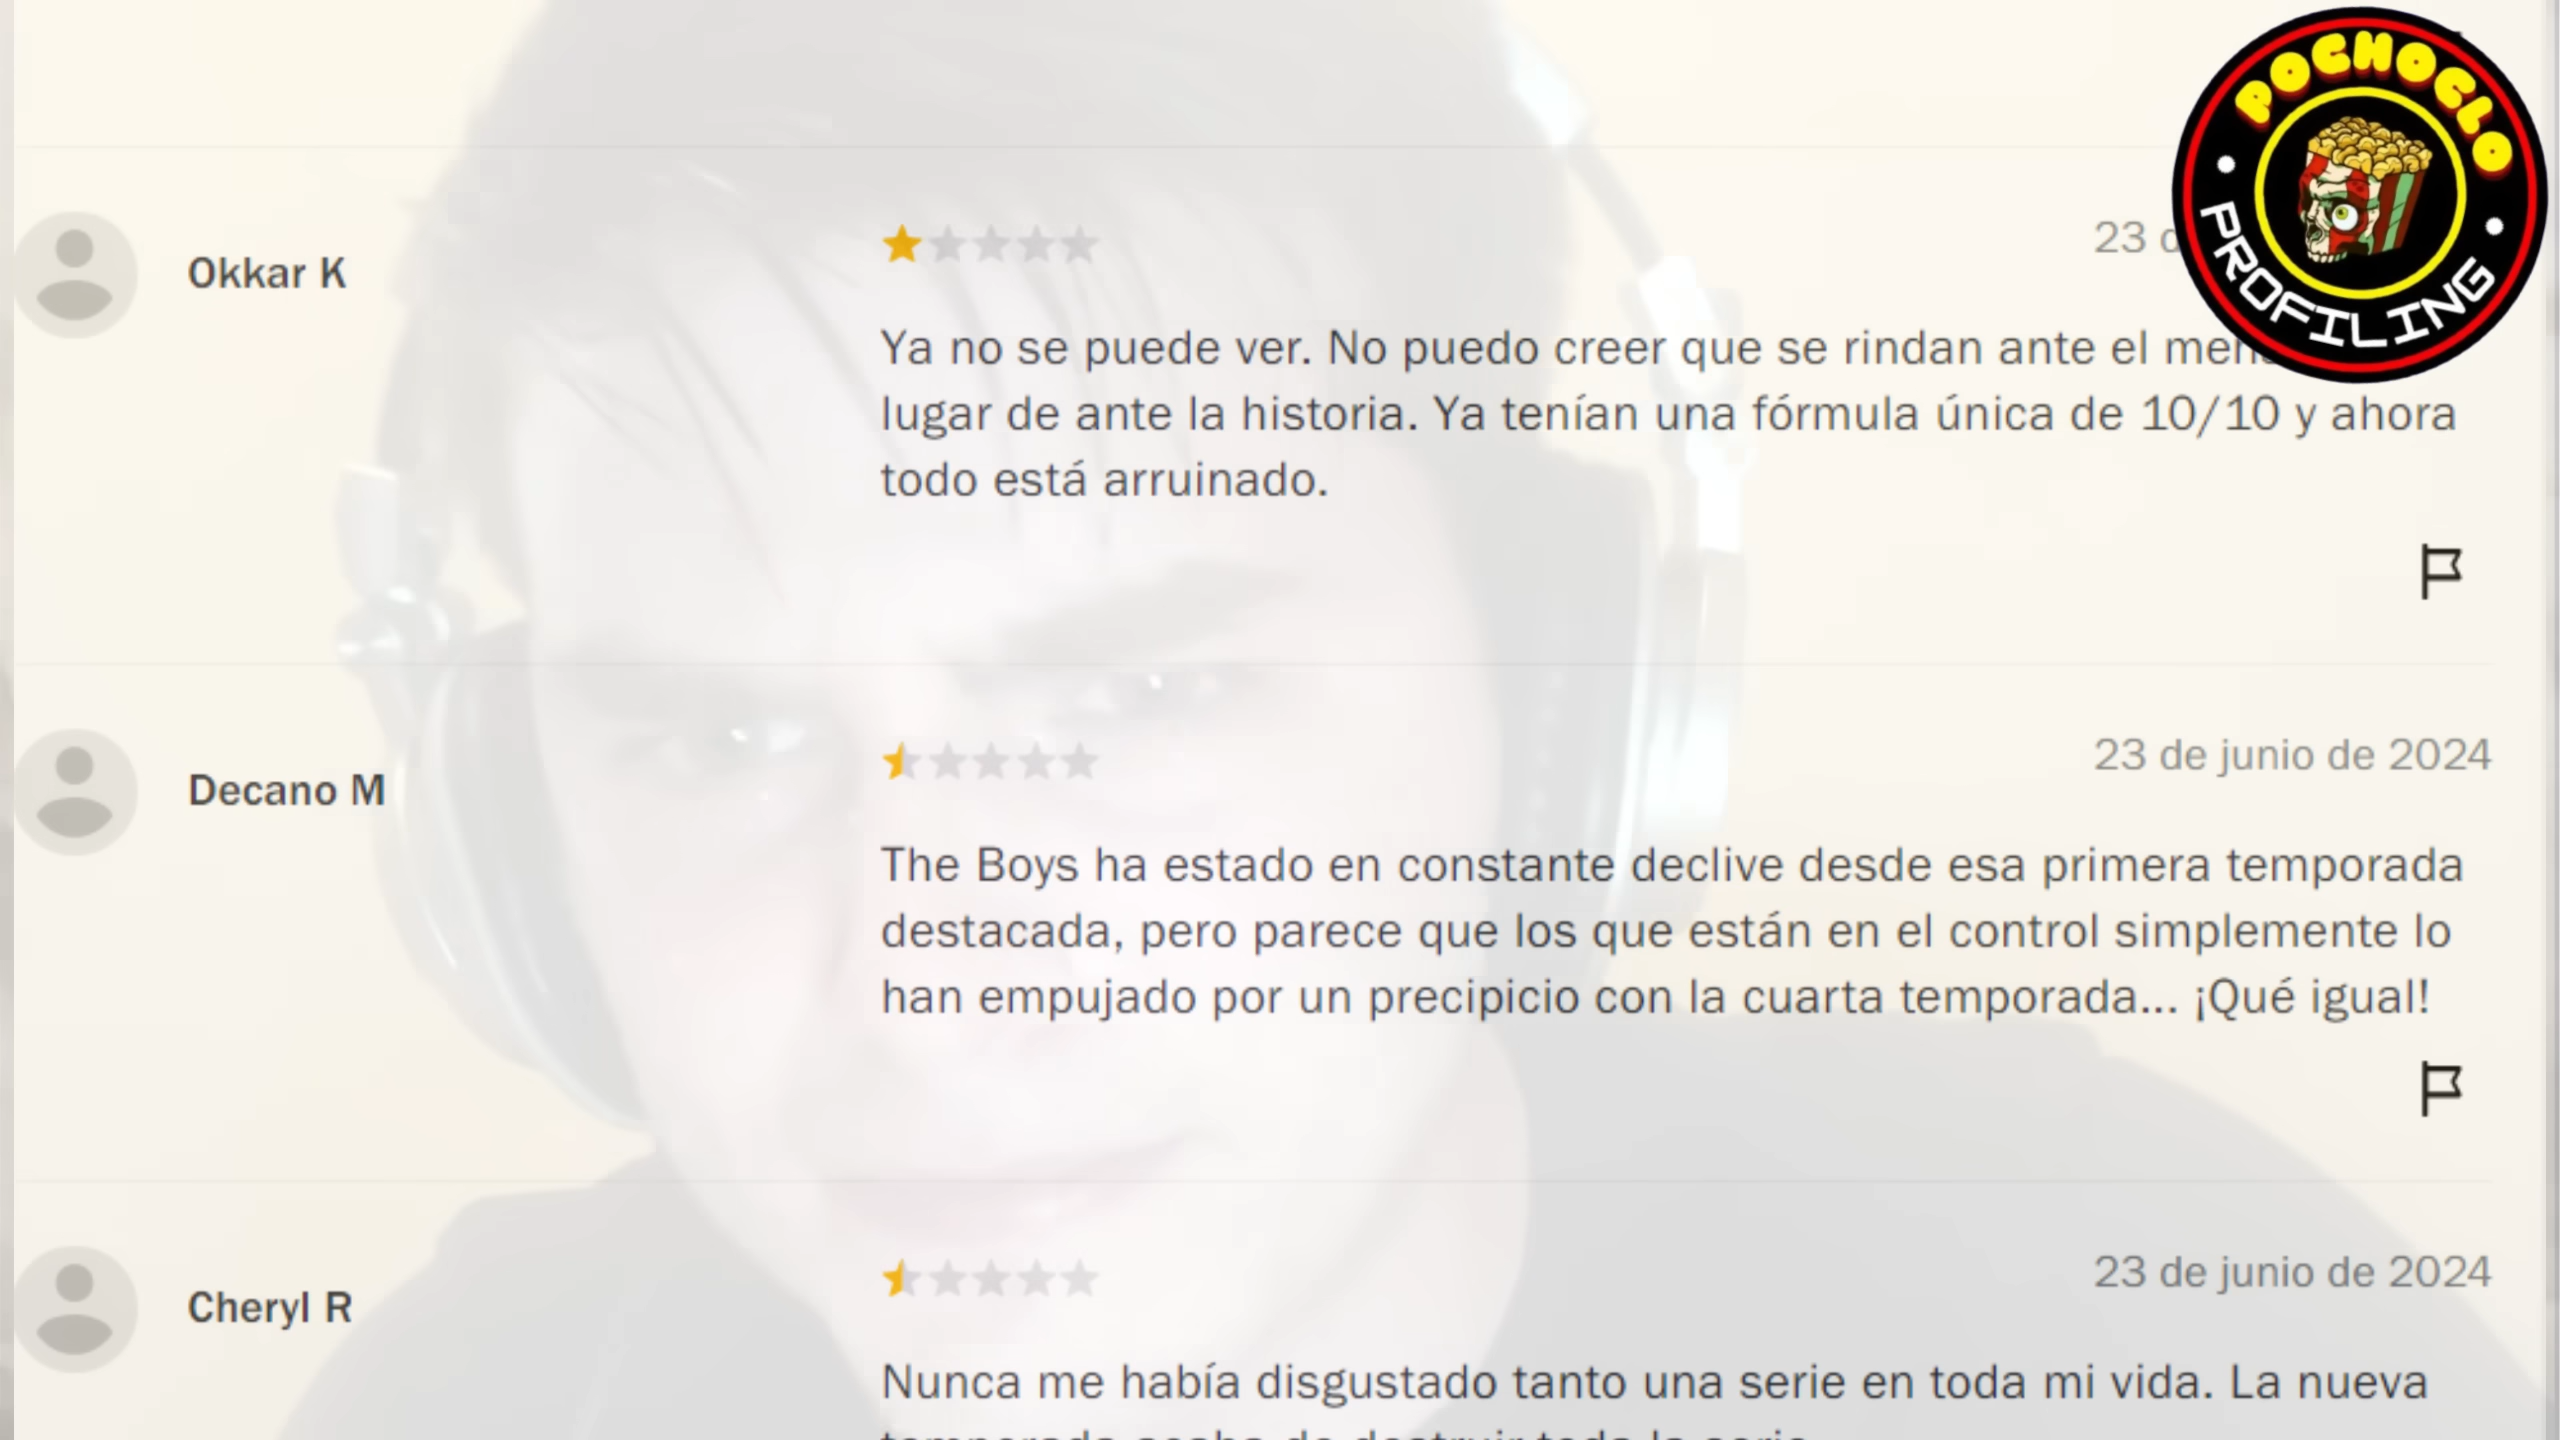 POCHOCLO
PROFILING
Okkar K
23
Ya no se puede ver. No puedo creer que se rindan ante el
lugar de ante la historia. Ya tenían una fórmula única de 10/10 y ahora
todo está arruinado.
Decano M
23 de junio de 2024
The Boys ha estado en constante declive desde esa primera temporada
destacada, pero parece que los que están en el control simplemente lo
han empujado por un precipicio con la cuarta temporada... ¡Qué igual!
Cheryl R
23 de junio de 2024
Nunca me había disgustado tanto una serie en toda mi vida. La nueva